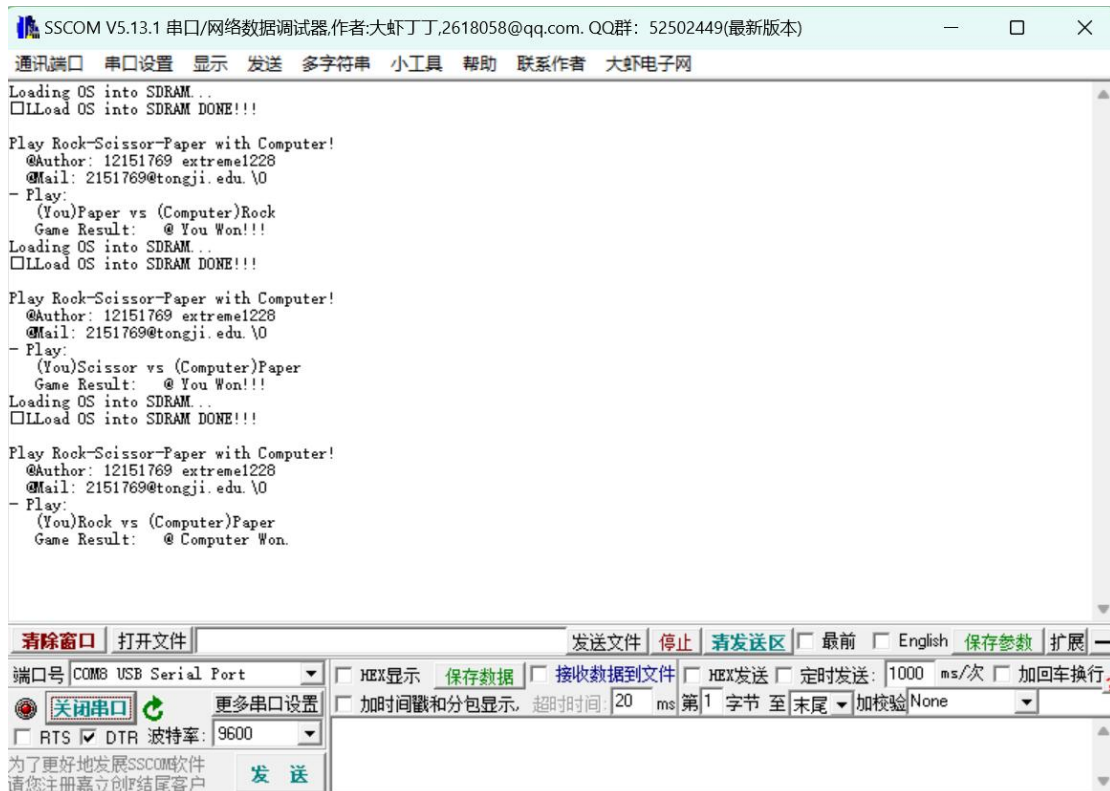 SSCOM V5.13.1 串口/网络数据调试器,作者:大虾丁丁,2618058@qq.com. QQ群: 52502449(最新版本)
通讯端口 串口设置 显示 发送 多字符串 小工具 帮助 联系作者 大虾电子网
Loading OS into SDRAM...
□LLoad OS into SDRAM DONE!!!
Play Rock-Scissor-Paper with Computer!
@Author: 12151769 extreme1228
@Mail: 2151769@tongji.edu.\0
- Play:
(You)Paper vs (Computer)Rock
Game Result: @ You Won!!!
Loading OS into SDRAM...
□LLoad OS into SDRAM DONE!!!
Play Rock-Scissor-Paper with Computer!
@Author: 12151769 extreme1228
@Mail: 2151769@tongji.edu.\0
- Play:
(You)Scissor vs (Computer)Paper
Game Result: @ You Won!!!
Loading OS into SDRAM...
□LLoad OS into SDRAM DONE!!!
Play Rock-Scissor-Paper with Computer!
@Author: 12151769 extreme1228
@Mail: 2151769@tongji.edu.\0
- Play:
(You)Rock vs (Computer)Paper
Game Result: @ Computer Won.
清除窗口 打开文件 发送文件 停止 清发送区 最前 English 保存参数 扩展 —
端口号 COM8 USB Serial Port HEX显示 保存数据 接收数据到文件 HEX发送 定时发送: 1000 ms/次 加回车换行
关闭串口 更多串口设置 加时间戳和分包显示, 超时时间: 20 ms 第1 字节 至 末尾 加校验 None
RTS DTR 波特率: 9600
为了更好地发展SSCOM软件
请您注册嘉立创F结尾客户
发 送